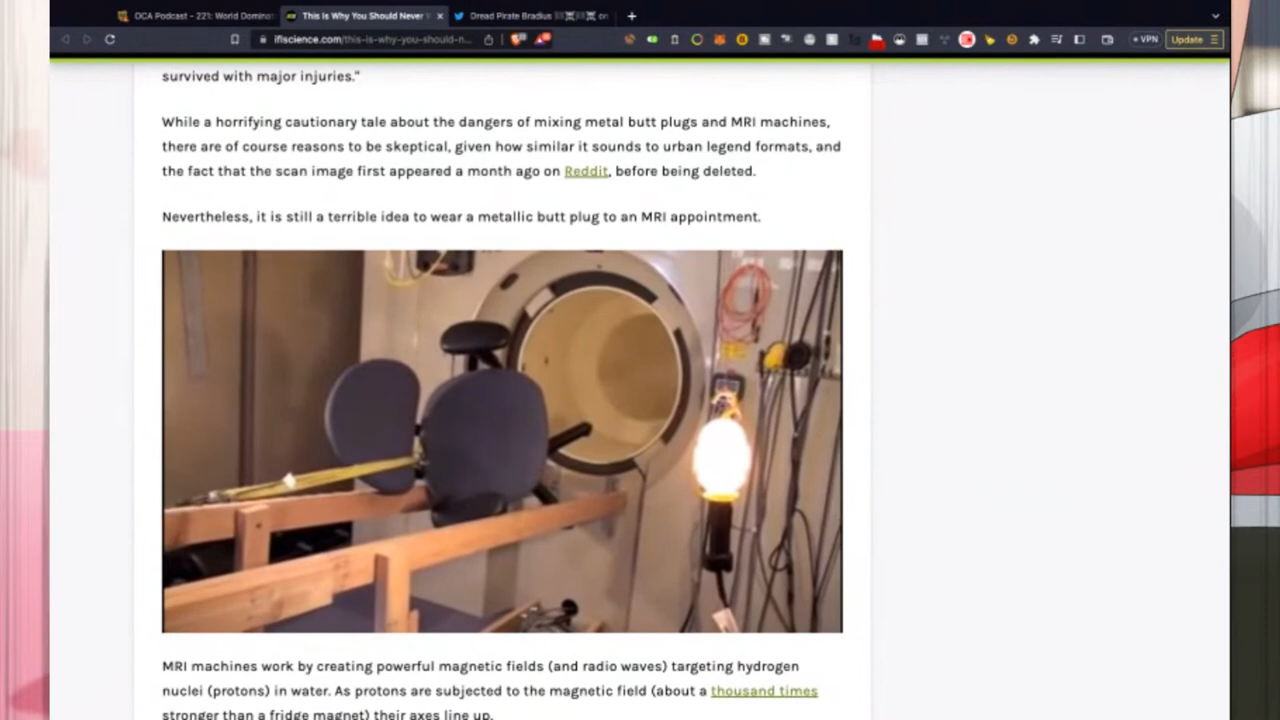 OCA Podcast - 221: World Domina
This Is Why You Should Never
Dread Pirate Bradius
on
ifiscience.com/this-is-why-you-should-n...
VPN
Update
survived with major injuries."
While a horrifying cautionary tale about the dangers of mixing metal butt plugs and MRI machines,
there are of course reasons to be skeptical, given how similar it sounds to urban legend formats, and
the fact that the scan image first appeared a month ago on Reddit, before being deleted.
Nevertheless, it is still a terrible idea to wear a metallic butt plug to an MRI appointment.
MRI machines work by creating powerful magnetic fields (and radio waves) targeting hydrogen
nuclei (protons) in water. As protons are subjected to the magnetic field (about a thousand times
stronger than a fridge magnet) their axes line up.